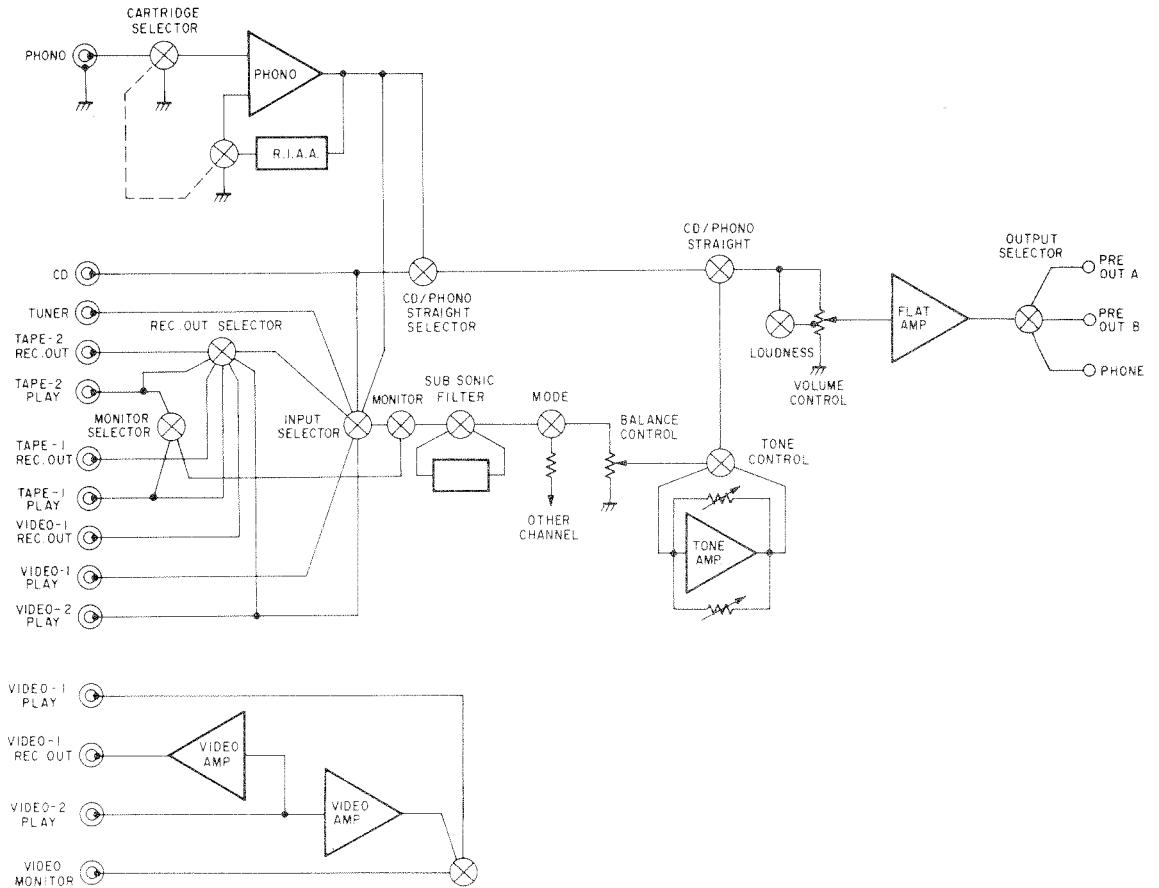 CARTRIDGE
SELECTOR
PHONO
PHONO
R.I.A.A.
CD
CD/PHONO
STRAIGHT
SELECTOR
CD/PHONO
STRAIGHT
OUTPUT
SELECTOR
PRE
OUT A
PRE
OUT B
PHONE
FLAT
AMP
LOUDNESS
VOLUME
CONTROL
TUNER
REC.OUT SELECTOR
TAPE-2
REC.OUT
TAPE-2
PLAY
MONITOR
SELECTOR
INPUT
SELECTOR
MONITOR
SUB SONIC
FILTER
MODE
BALANCE
CONTROL
TONE
CONTROL
TAPE-1
REC.OUT
TAPE-1
PLAY
OTHER
CHANNEL
TONE
AMP
VIDEO-1
REC.OUT
VIDEO-1
PLAY
VIDEO-2
PLAY
VIDEO-1
PLAY
VIDEO-1
REC OUT
VIDEO
AMP
VIDEO-2
PLAY
VIDEO
AMP
VIDEO
MONITOR